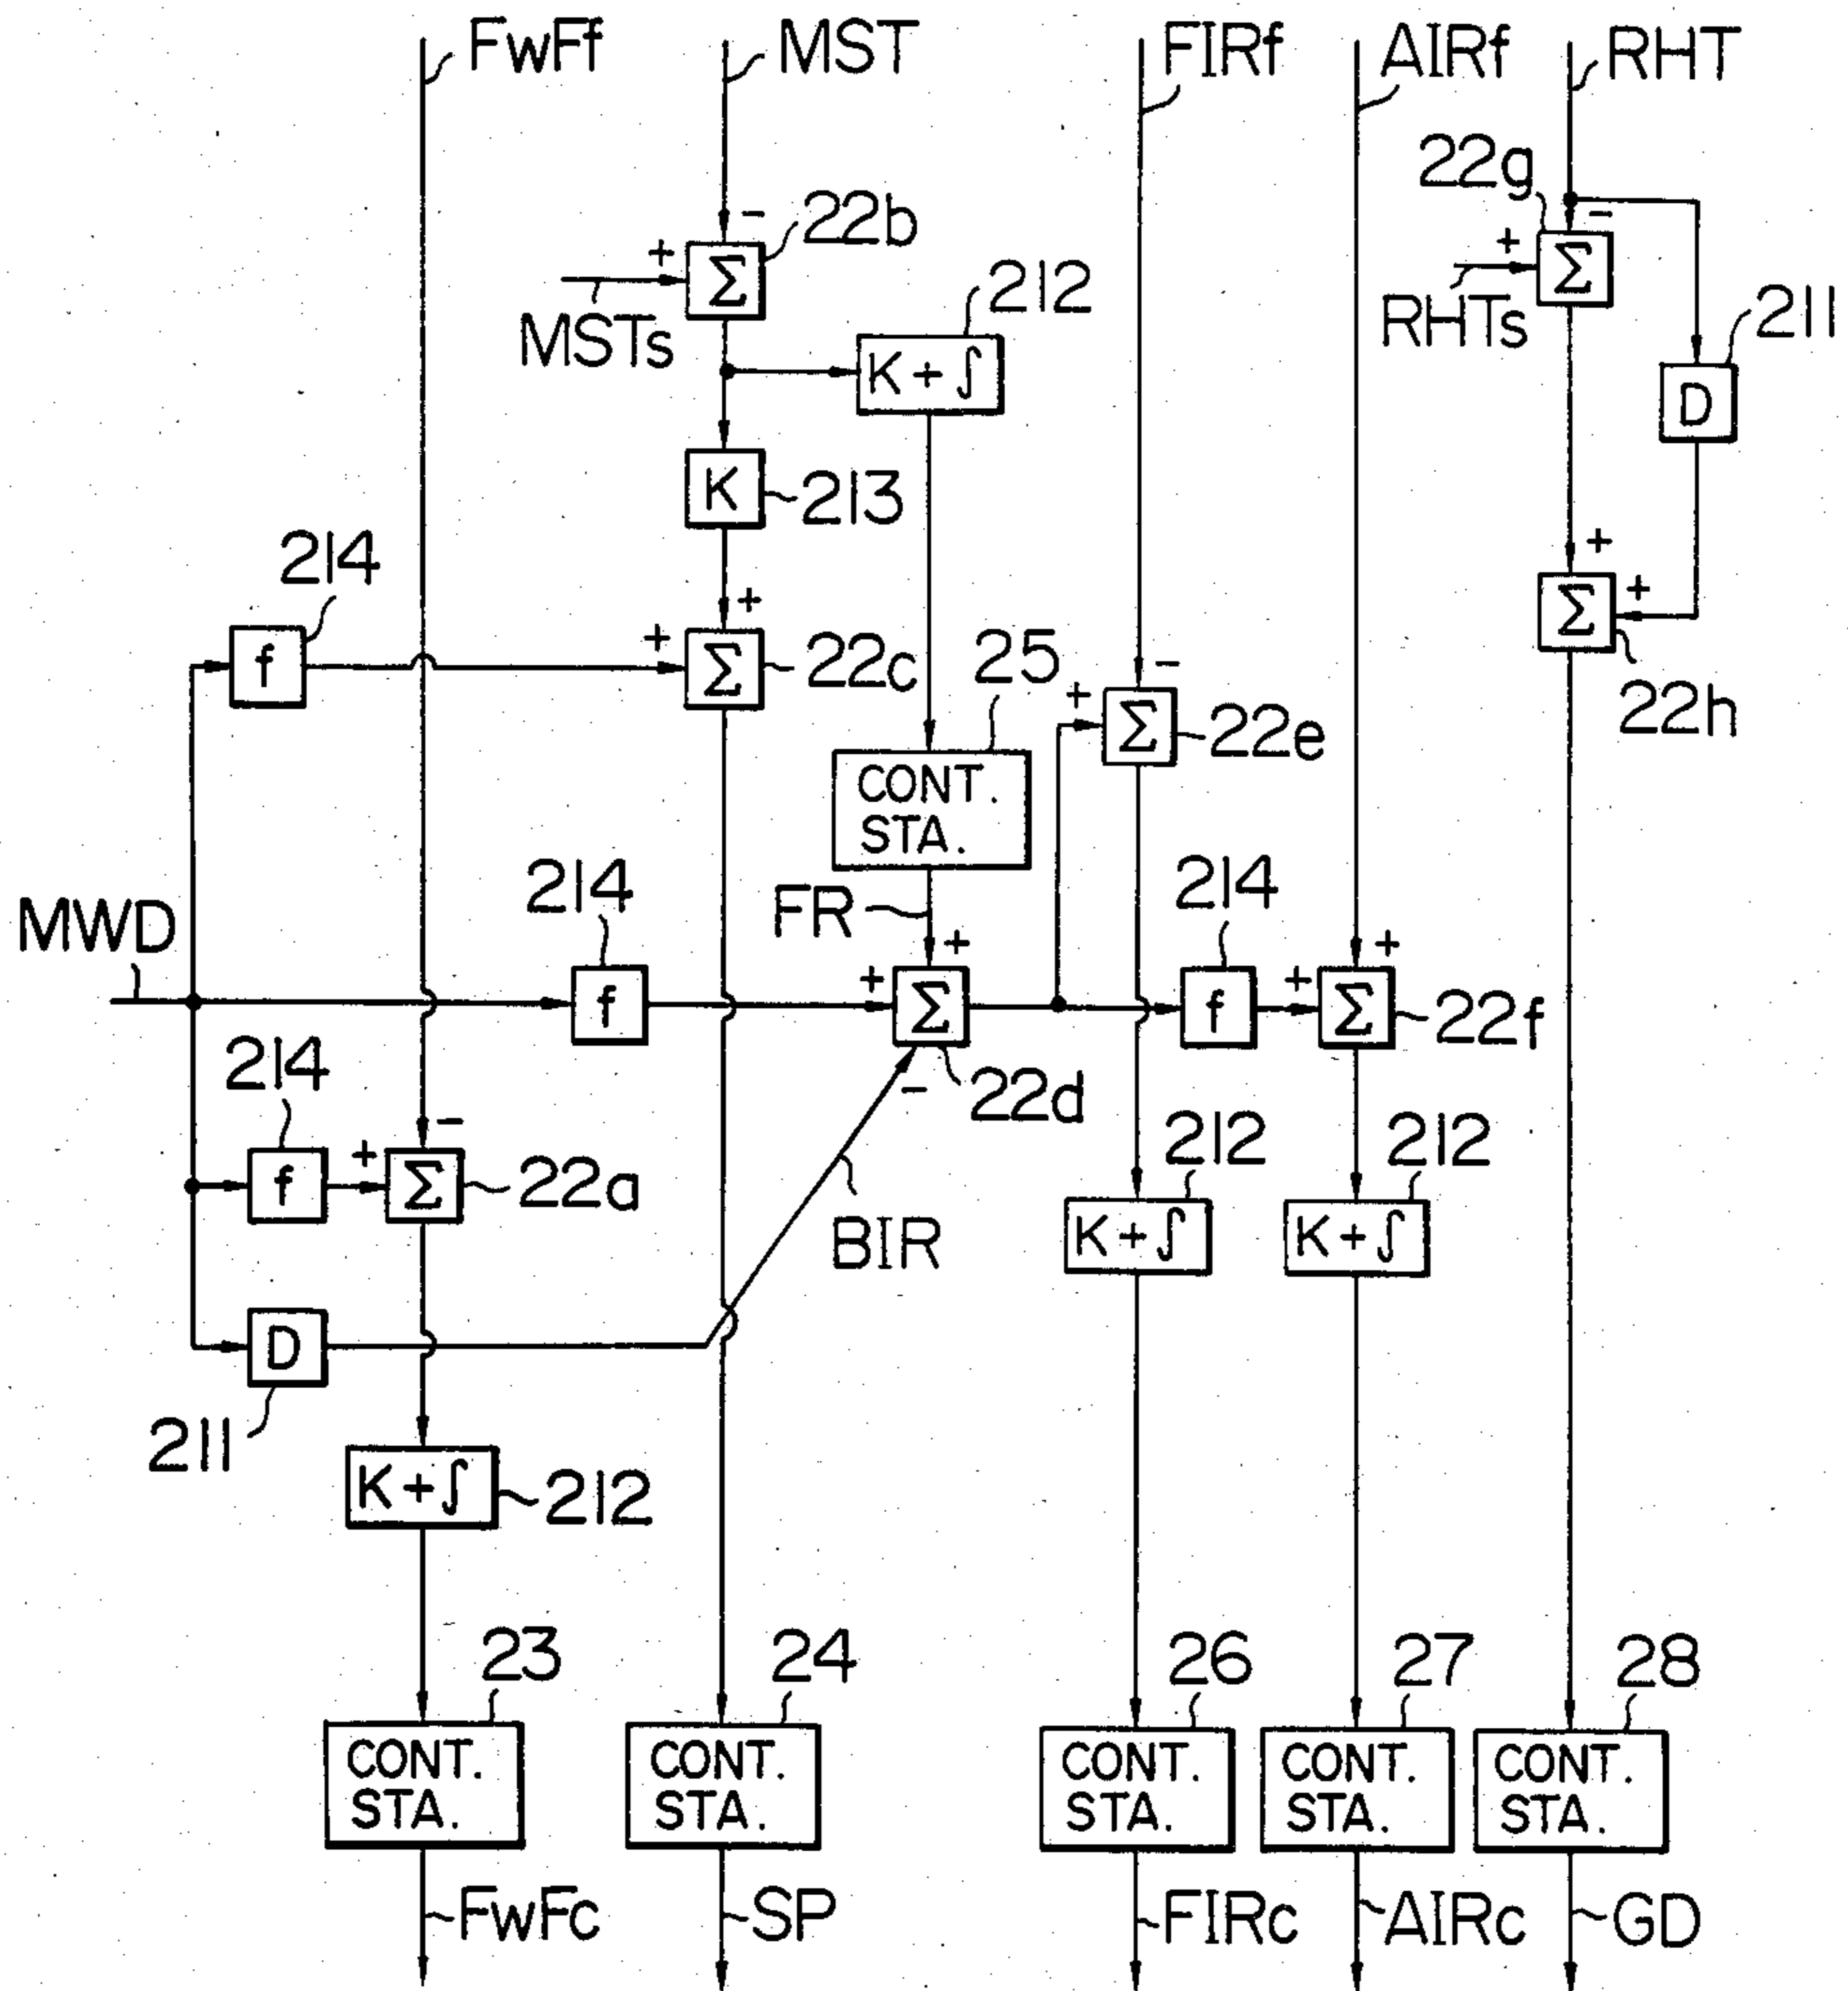 FwFf MST FIRf AIRf RHT
22g
- 22b -
+ Σ + Σ
MSTs 212 RHTs 211
K + ∫ D
K 213
214 + +
+ Σ +
f + Σ 22c 25 - 22h
+ Σ 22e
CONT.
STA.
214 214
MWD FR + +
f + Σ f + Σ 22f
214 - 22d
- 212 212
f + Σ 22a BIR K + ∫ K + ∫
D
211
K + ∫ 212
23 24 26 27 28
CONT. CONT. CONT. CONT. CONT.
STA. STA. STA. STA. STA.
FwFc SP FIRc AIRc GD